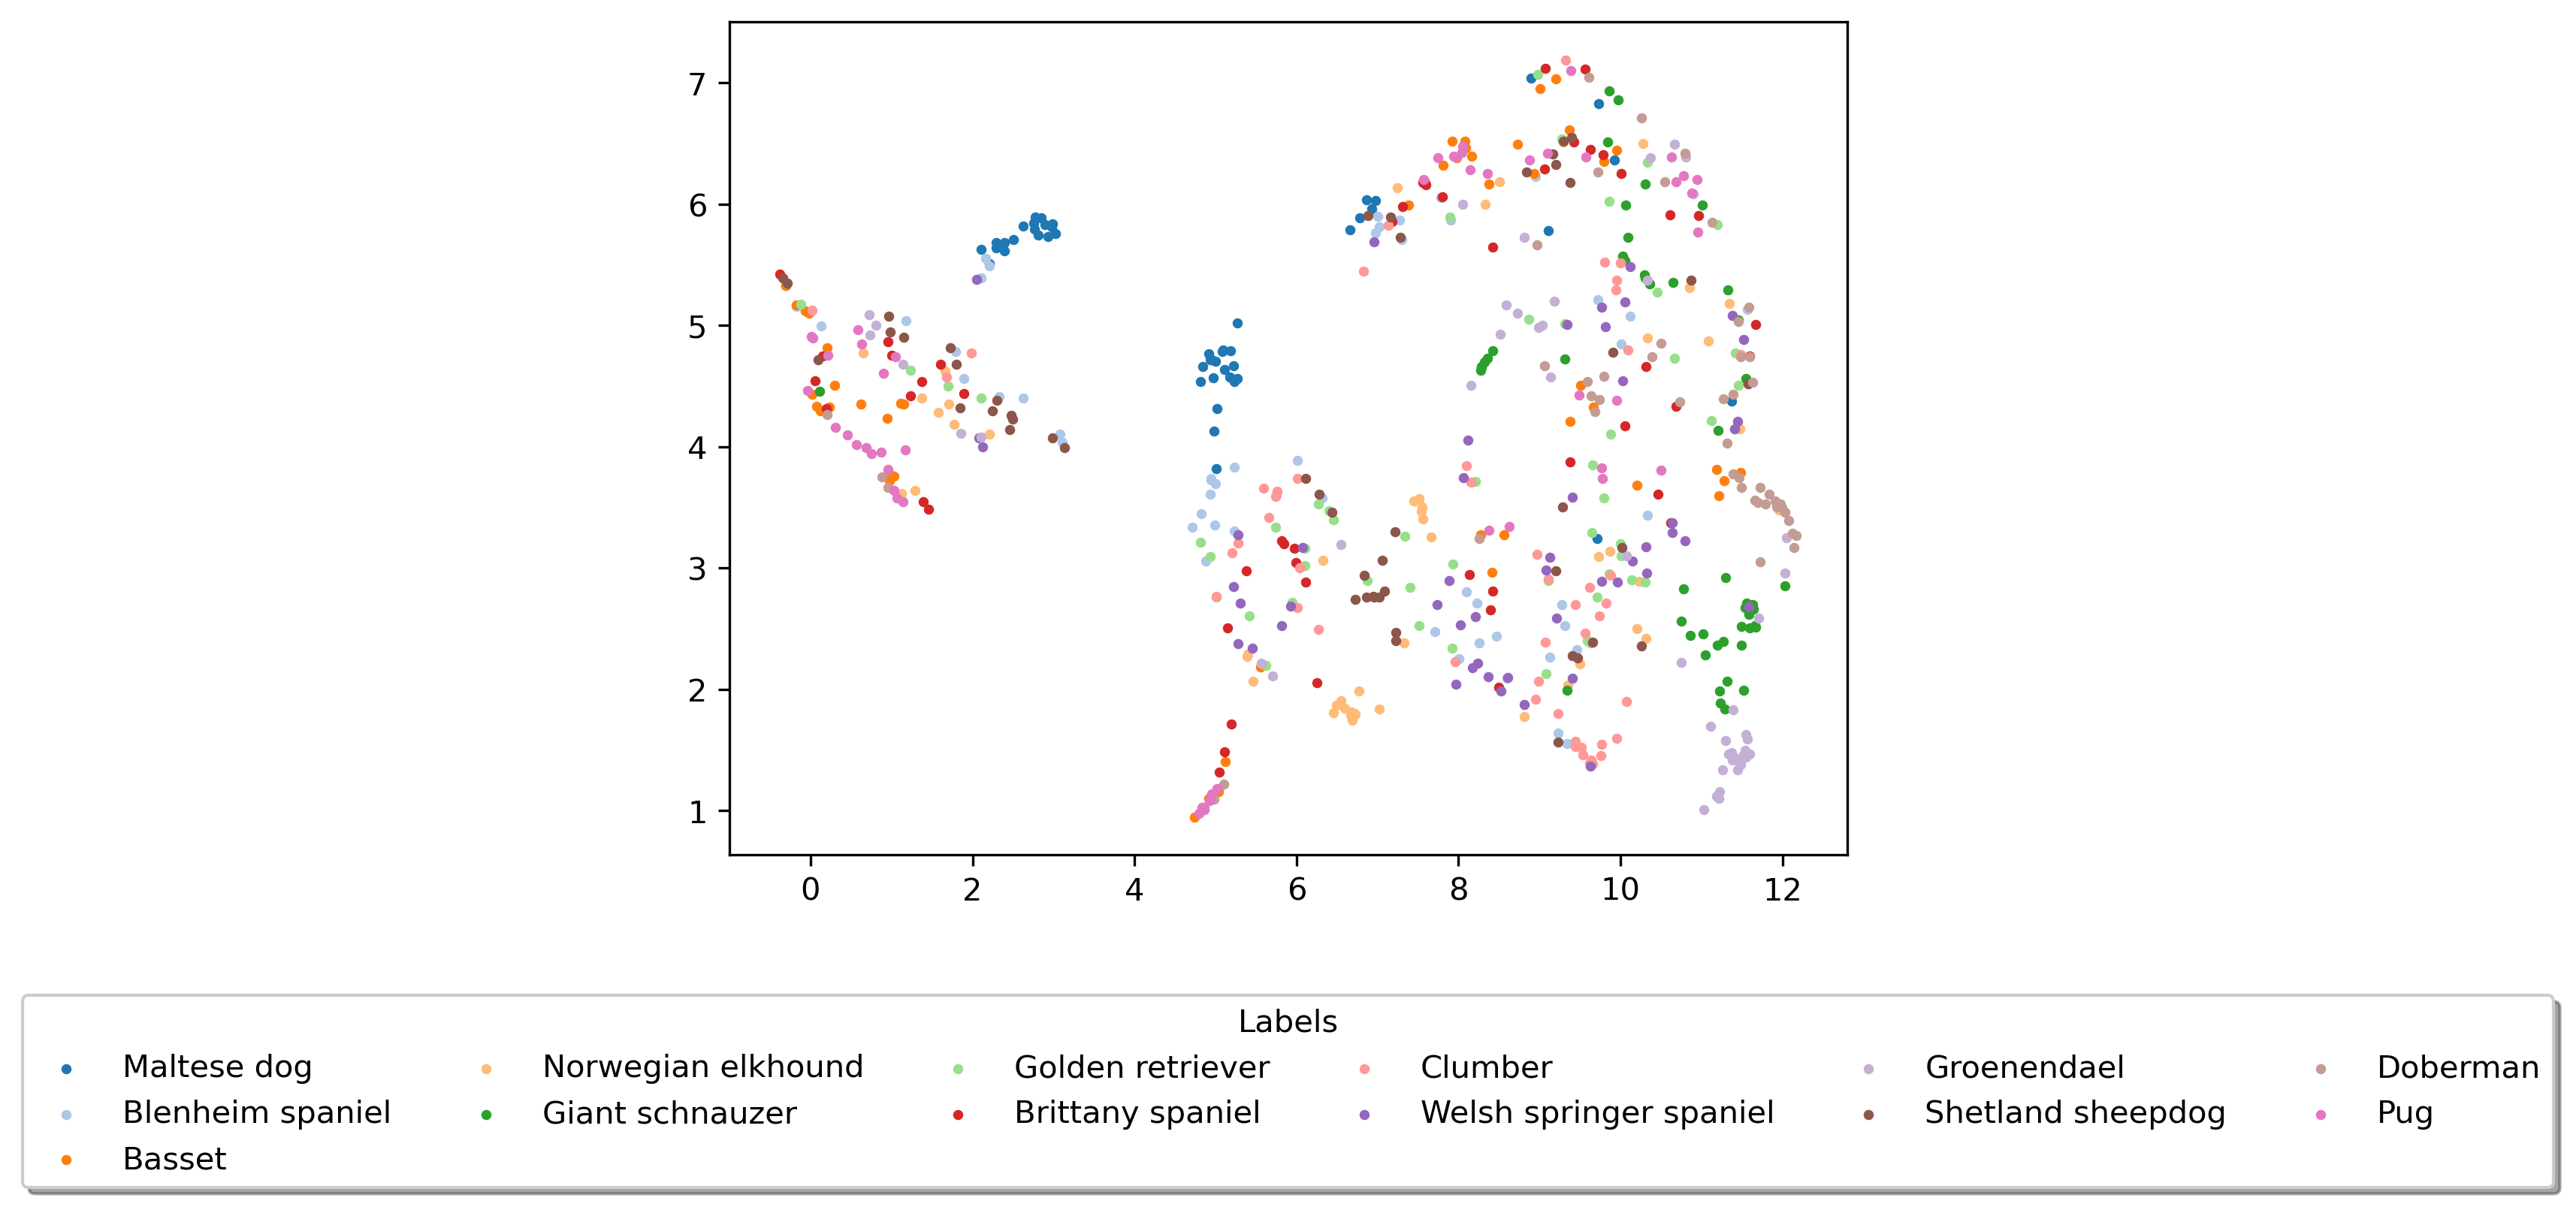 7
6
5
4
3
2
1
0 2 4 6 8 10 12
Labels
Maltese dog Norwegian elkhound Golden retriever Clumber Groenendael Doberman
Blenheim spaniel Giant schnauzer Brittany spaniel Welsh springer spaniel Shetland sheepdog Pug
Basset